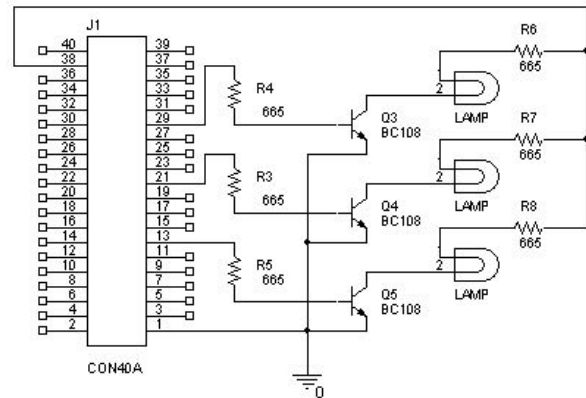 J1
40 39
38 37
36 35
34 33
32 31
30 29
28 27
26 25
24 23
22 21
20 19
18 17
16 15
14 13
12 11
10 9
8 7
6 5
4 3
2 1
CON40A
R4
665
R3
665
R5
665
Q3
BC108
Q4
BC108
Q5
BC108
R6
665
1
2
LAMP
R7
665
1
2
LAMP
R8
665
1
2
LAMP
0